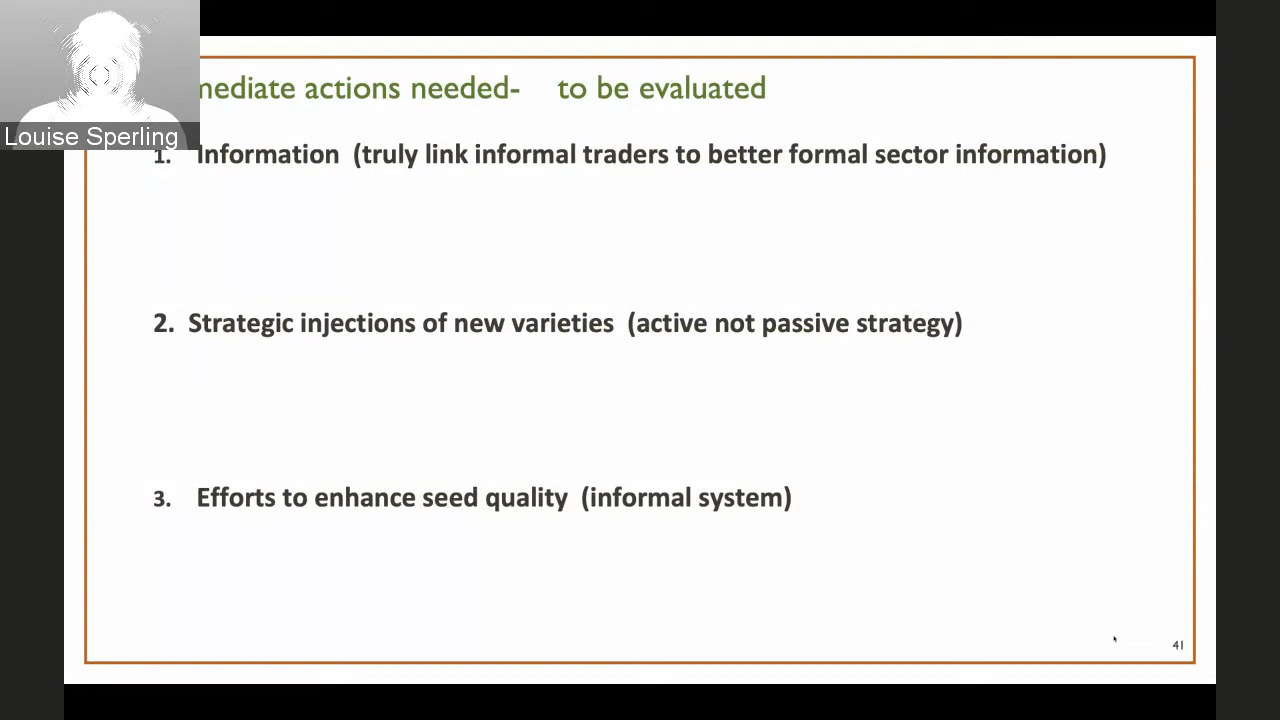 mediate actions needed- to be evaluated
Louise Sperling
1. Information (truly link informal traders to better formal sector information)
2. Strategic injections of new varieties (active not passive strategy)
3. Efforts to enhance seed quality (informal system)
41